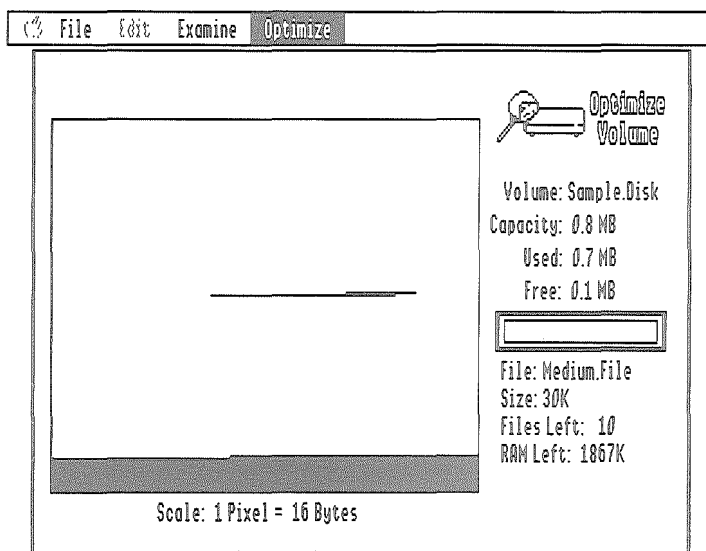 File Edit Examine Optimize
Optimize
Volume
Volume: Sample.Disk
Capacity: 0.8 MB
Used: 0.7 MB
Free: 0.1 MB
File: Medium.File
Size: 30K
Files Left: 10
RAM Left: 1867K
Scale: 1 Pixel = 16 Bytes